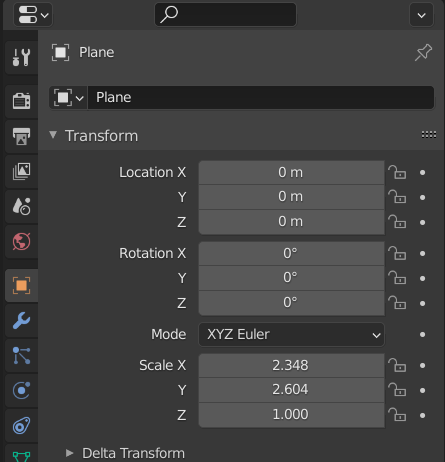 Plane
Plane
Transform
Location X 0 m
Y 0 m
Z 0 m
Rotation X 0°
Y 0°
Z 0°
Mode XYZ Euler
Scale X 2.348
Y 2.604
Z 1.000
Delta Transform